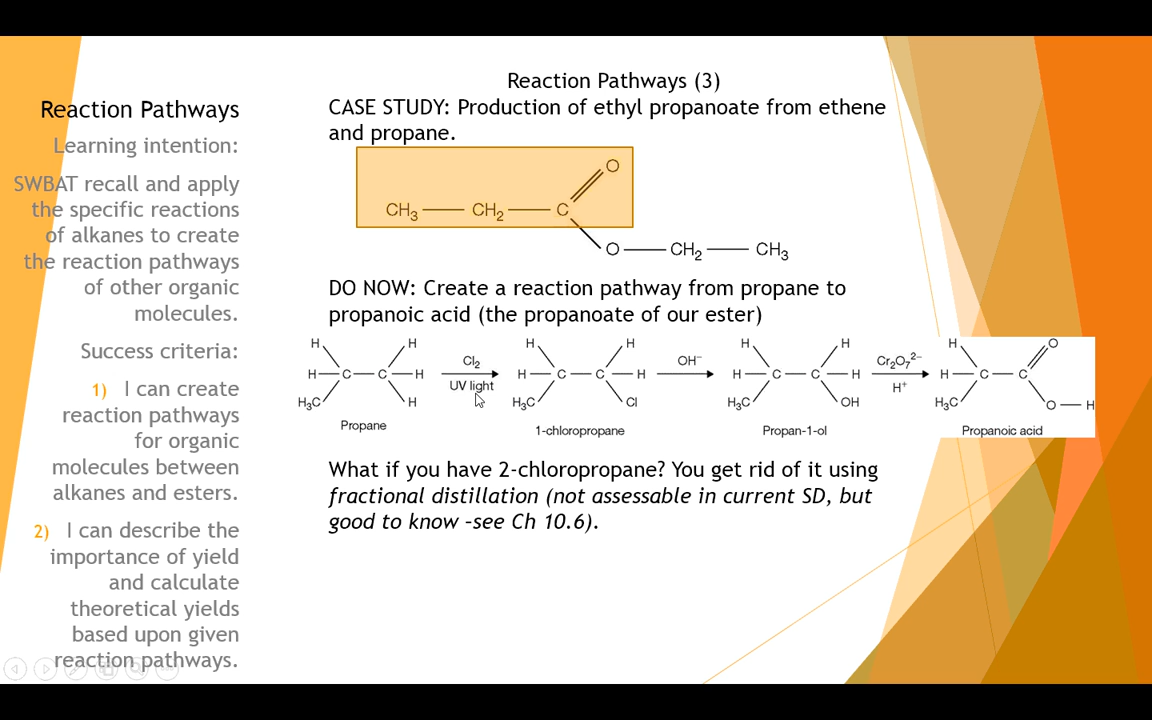 Reaction Pathways
Learning intention:
SWBAT recall and apply
the specific reactions
of alkanes to create
the reaction pathways
of other organic
molecules.
Success criteria:
1) I can create
reaction pathways
for organic
molecules between
alkanes and esters.
2) I can describe the
importance of yield
and calculate
theoretical yields
based upon given
reaction pathways.
Reaction Pathways (3)
CASE STUDY: Production of ethyl propanoate from ethene
and propane.
O
CH₃ CH₂ C
O CH₂ CH₃
DO NOW: Create a reaction pathway from propane to
propanoic acid (the propanoate of our ester)
H H H H H H H O
Cl₂ OH⁻ Cr₂O₇²⁻
H C C H H C C H H C C H H C C
UV light H⁺
H₃C H H₃C Cl H₃C OH H₃C O H
Propane 1-chloropropane Propan-1-ol Propanoic acid
What if you have 2-chloropropane? You get rid of it using
fractional distillation (not assessable in current SD, but
good to know –see Ch 10.6).